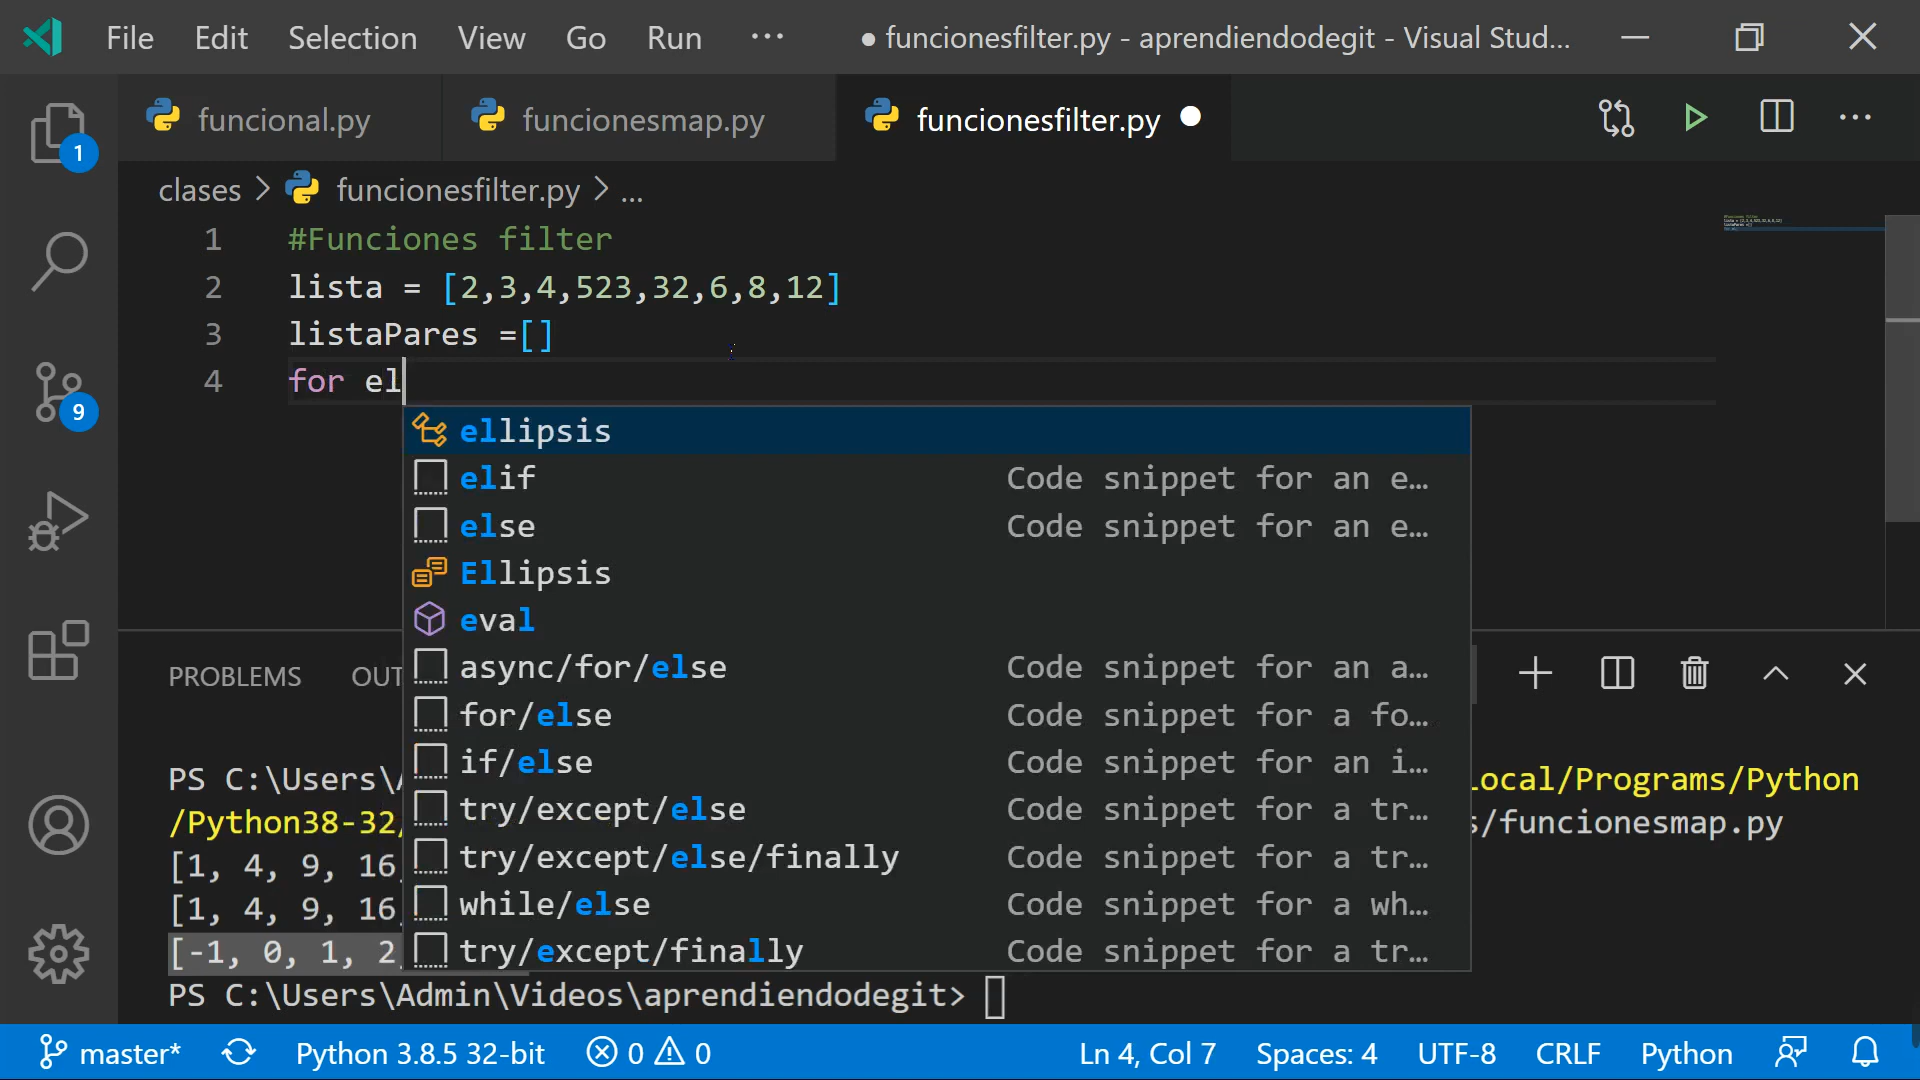 File Edit Selection View Go Run ··· ● funcionesfilter.py - aprendiendodegit - Visual Stud...
funcional.py funcionesmap.py funcionesfilter.py ●
1
clases > funcionesfilter.py > ...
1 #Funciones filter
2 lista = [2,3,4,523,32,6,8,12]
3 listaPares =[]
4 for el
9
ellipsis
elif Code snippet for an e…
else Code snippet for an e…
Ellipsis
eval
async/for/else Code snippet for an a…
for/else Code snippet for a fo…
if/else Code snippet for an i…
try/except/else Code snippet for a tr…
try/except/else/finally Code snippet for a tr…
while/else Code snippet for a wh…
try/except/finally Code snippet for a tr…
PROBLEMS OUT
PS C:\Users\A ocal/Programs/Python
/Python38-32/ s/funcionesmap.py
[1, 4, 9, 16,
[1, 4, 9, 16,
[-1, 0, 1, 2,
PS C:\Users\Admin\Videos\aprendiendodegit>
master* Python 3.8.5 32-bit 0 0 Ln 4, Col 7 Spaces: 4 UTF-8 CRLF Python